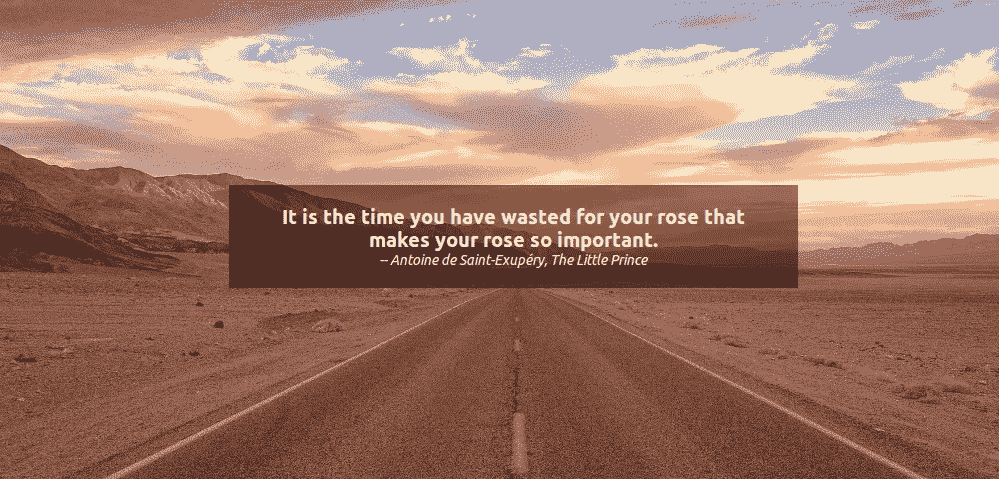 It is the time you have wasted for your rose that
makes your rose so important.
-- Antoine de Saint-Exupéry, The Little Prince